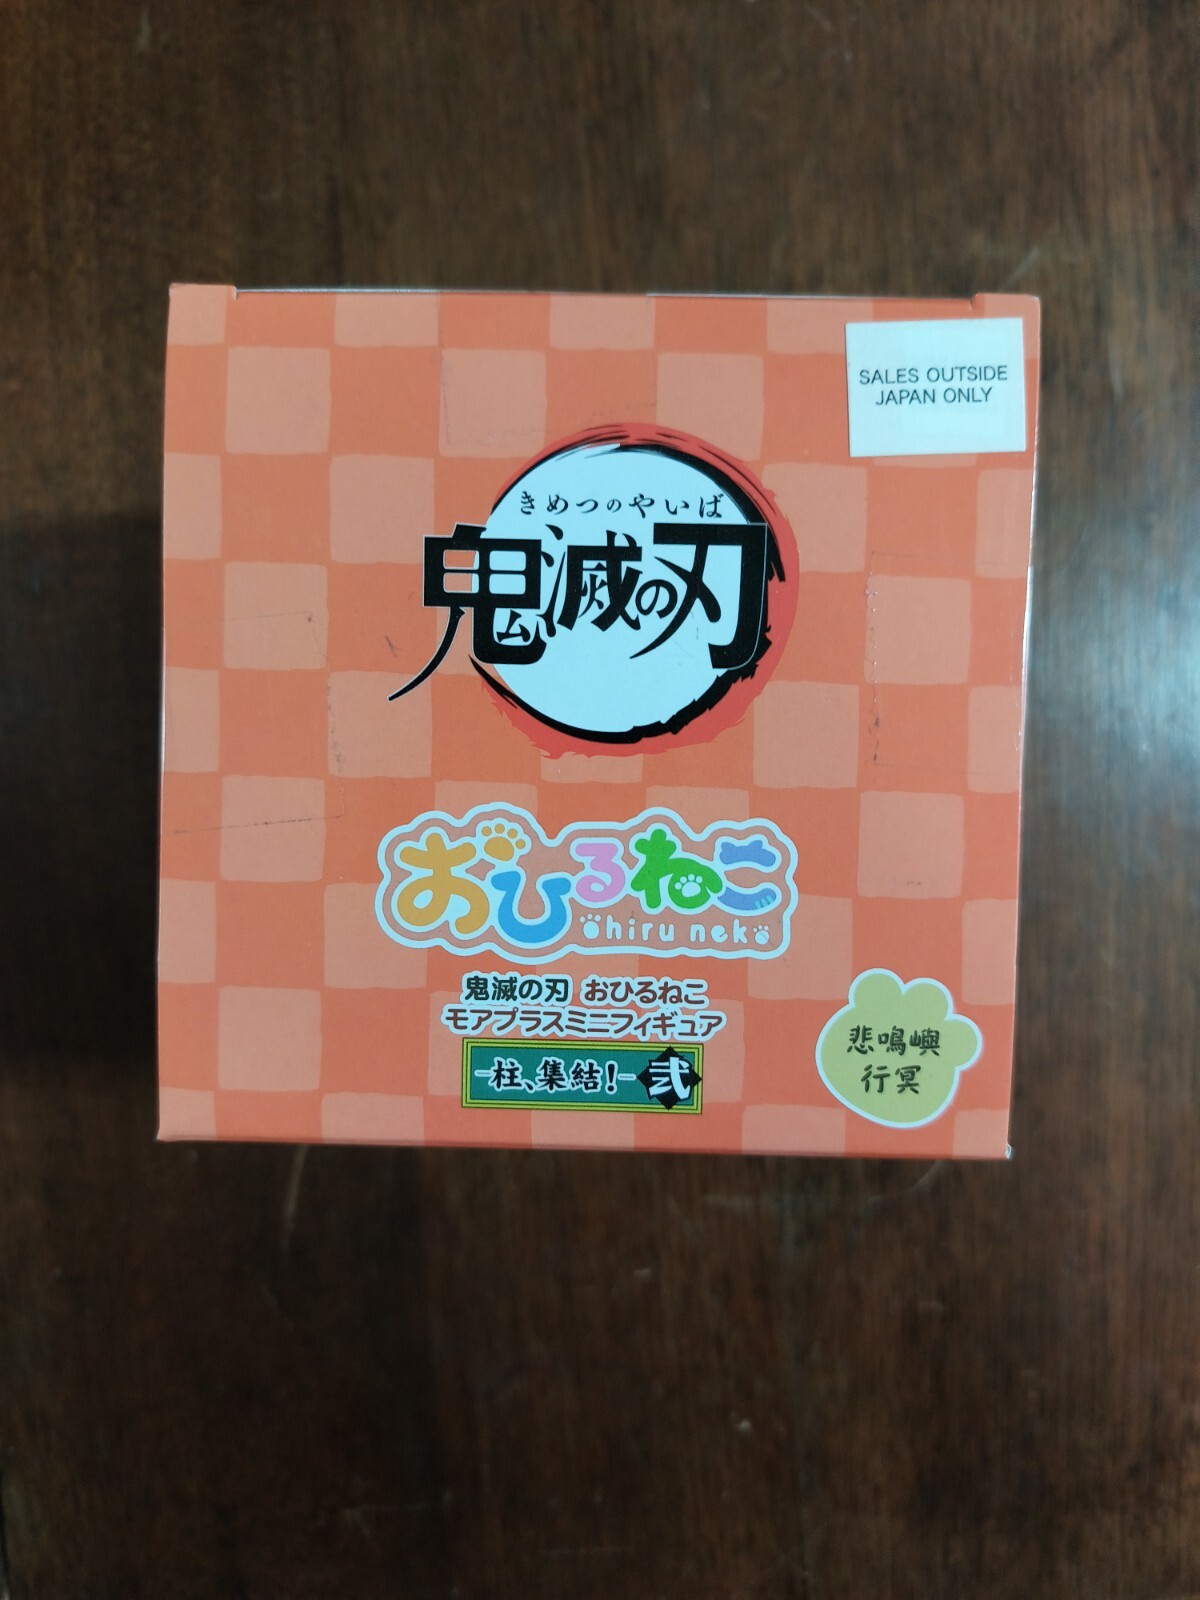 SALES OUTSIDE
JAPAN ONLY
きめつのやいば
鬼滅の刃
おひるねこ
Ohiru neko
鬼滅の刃 おひるねこ
モアプラスミニフィギュア
-柱、集結!- 弐
悲鳴嶼
行冥